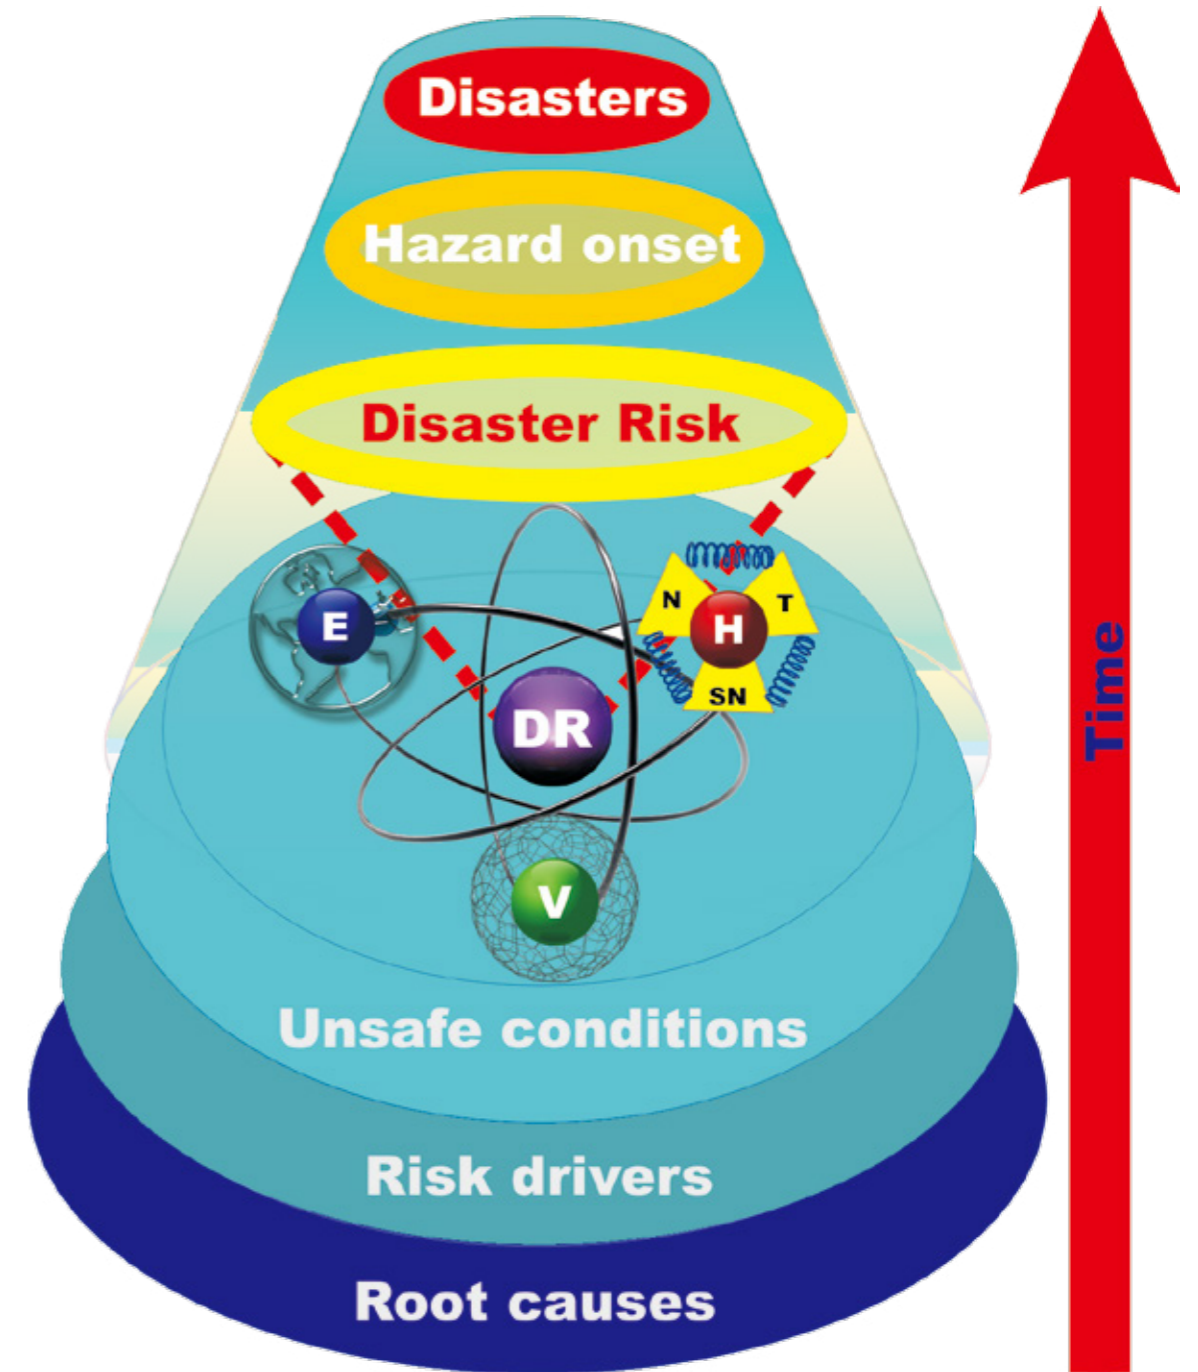 Disasters
Hazard onset
Disaster Risk
N
T
E
H
SN
DR
V
Unsafe conditions
Risk drivers
Root causes
Time